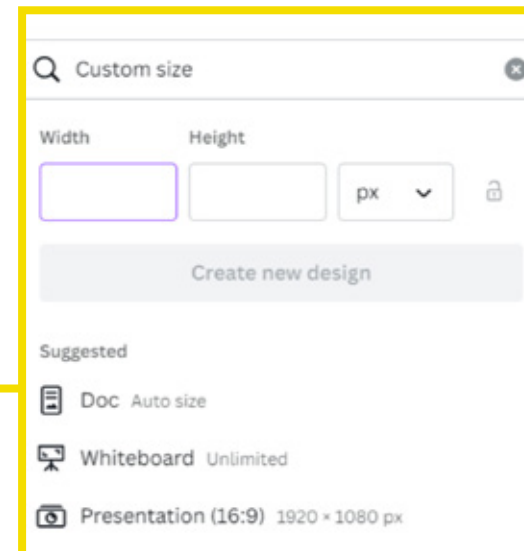 Custom size
Width Height
px
Create new design
Suggested
Doc Auto size
Whiteboard Unlimited
Presentation (16:9) 1920 × 1080 px